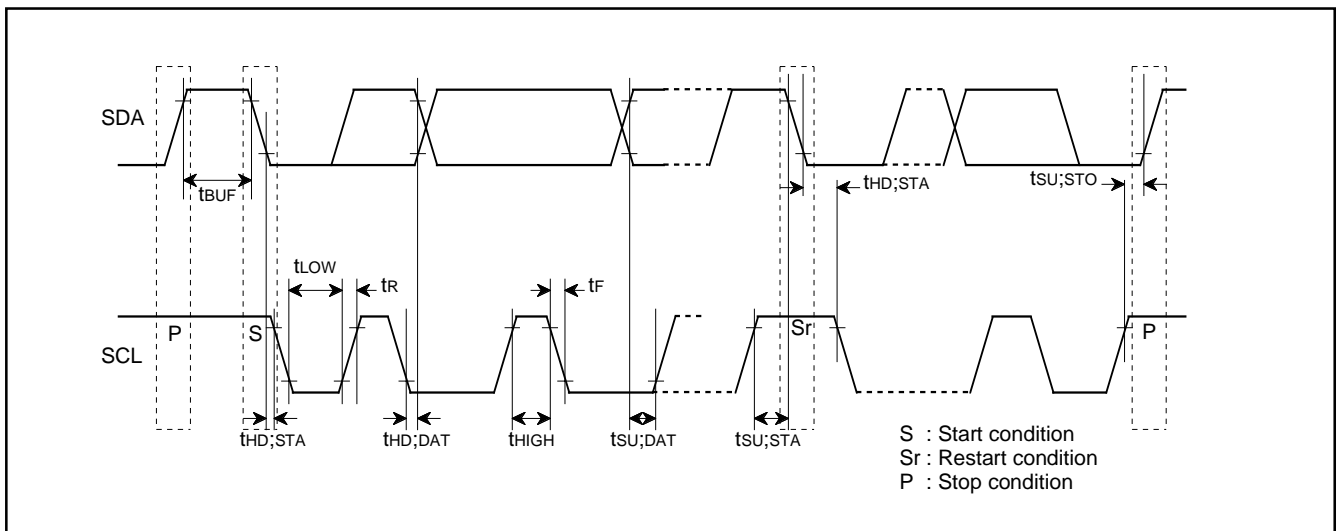 SDA
tBUF
tHD;STA
tSU;STO
tLOW
tR
tF
P
S
Sr
P
SCL
tHD;STA
tHD;DAT
tHIGH
tSU;DAT
tSU;STA
S : Start condition
Sr : Restart condition
P : Stop condition